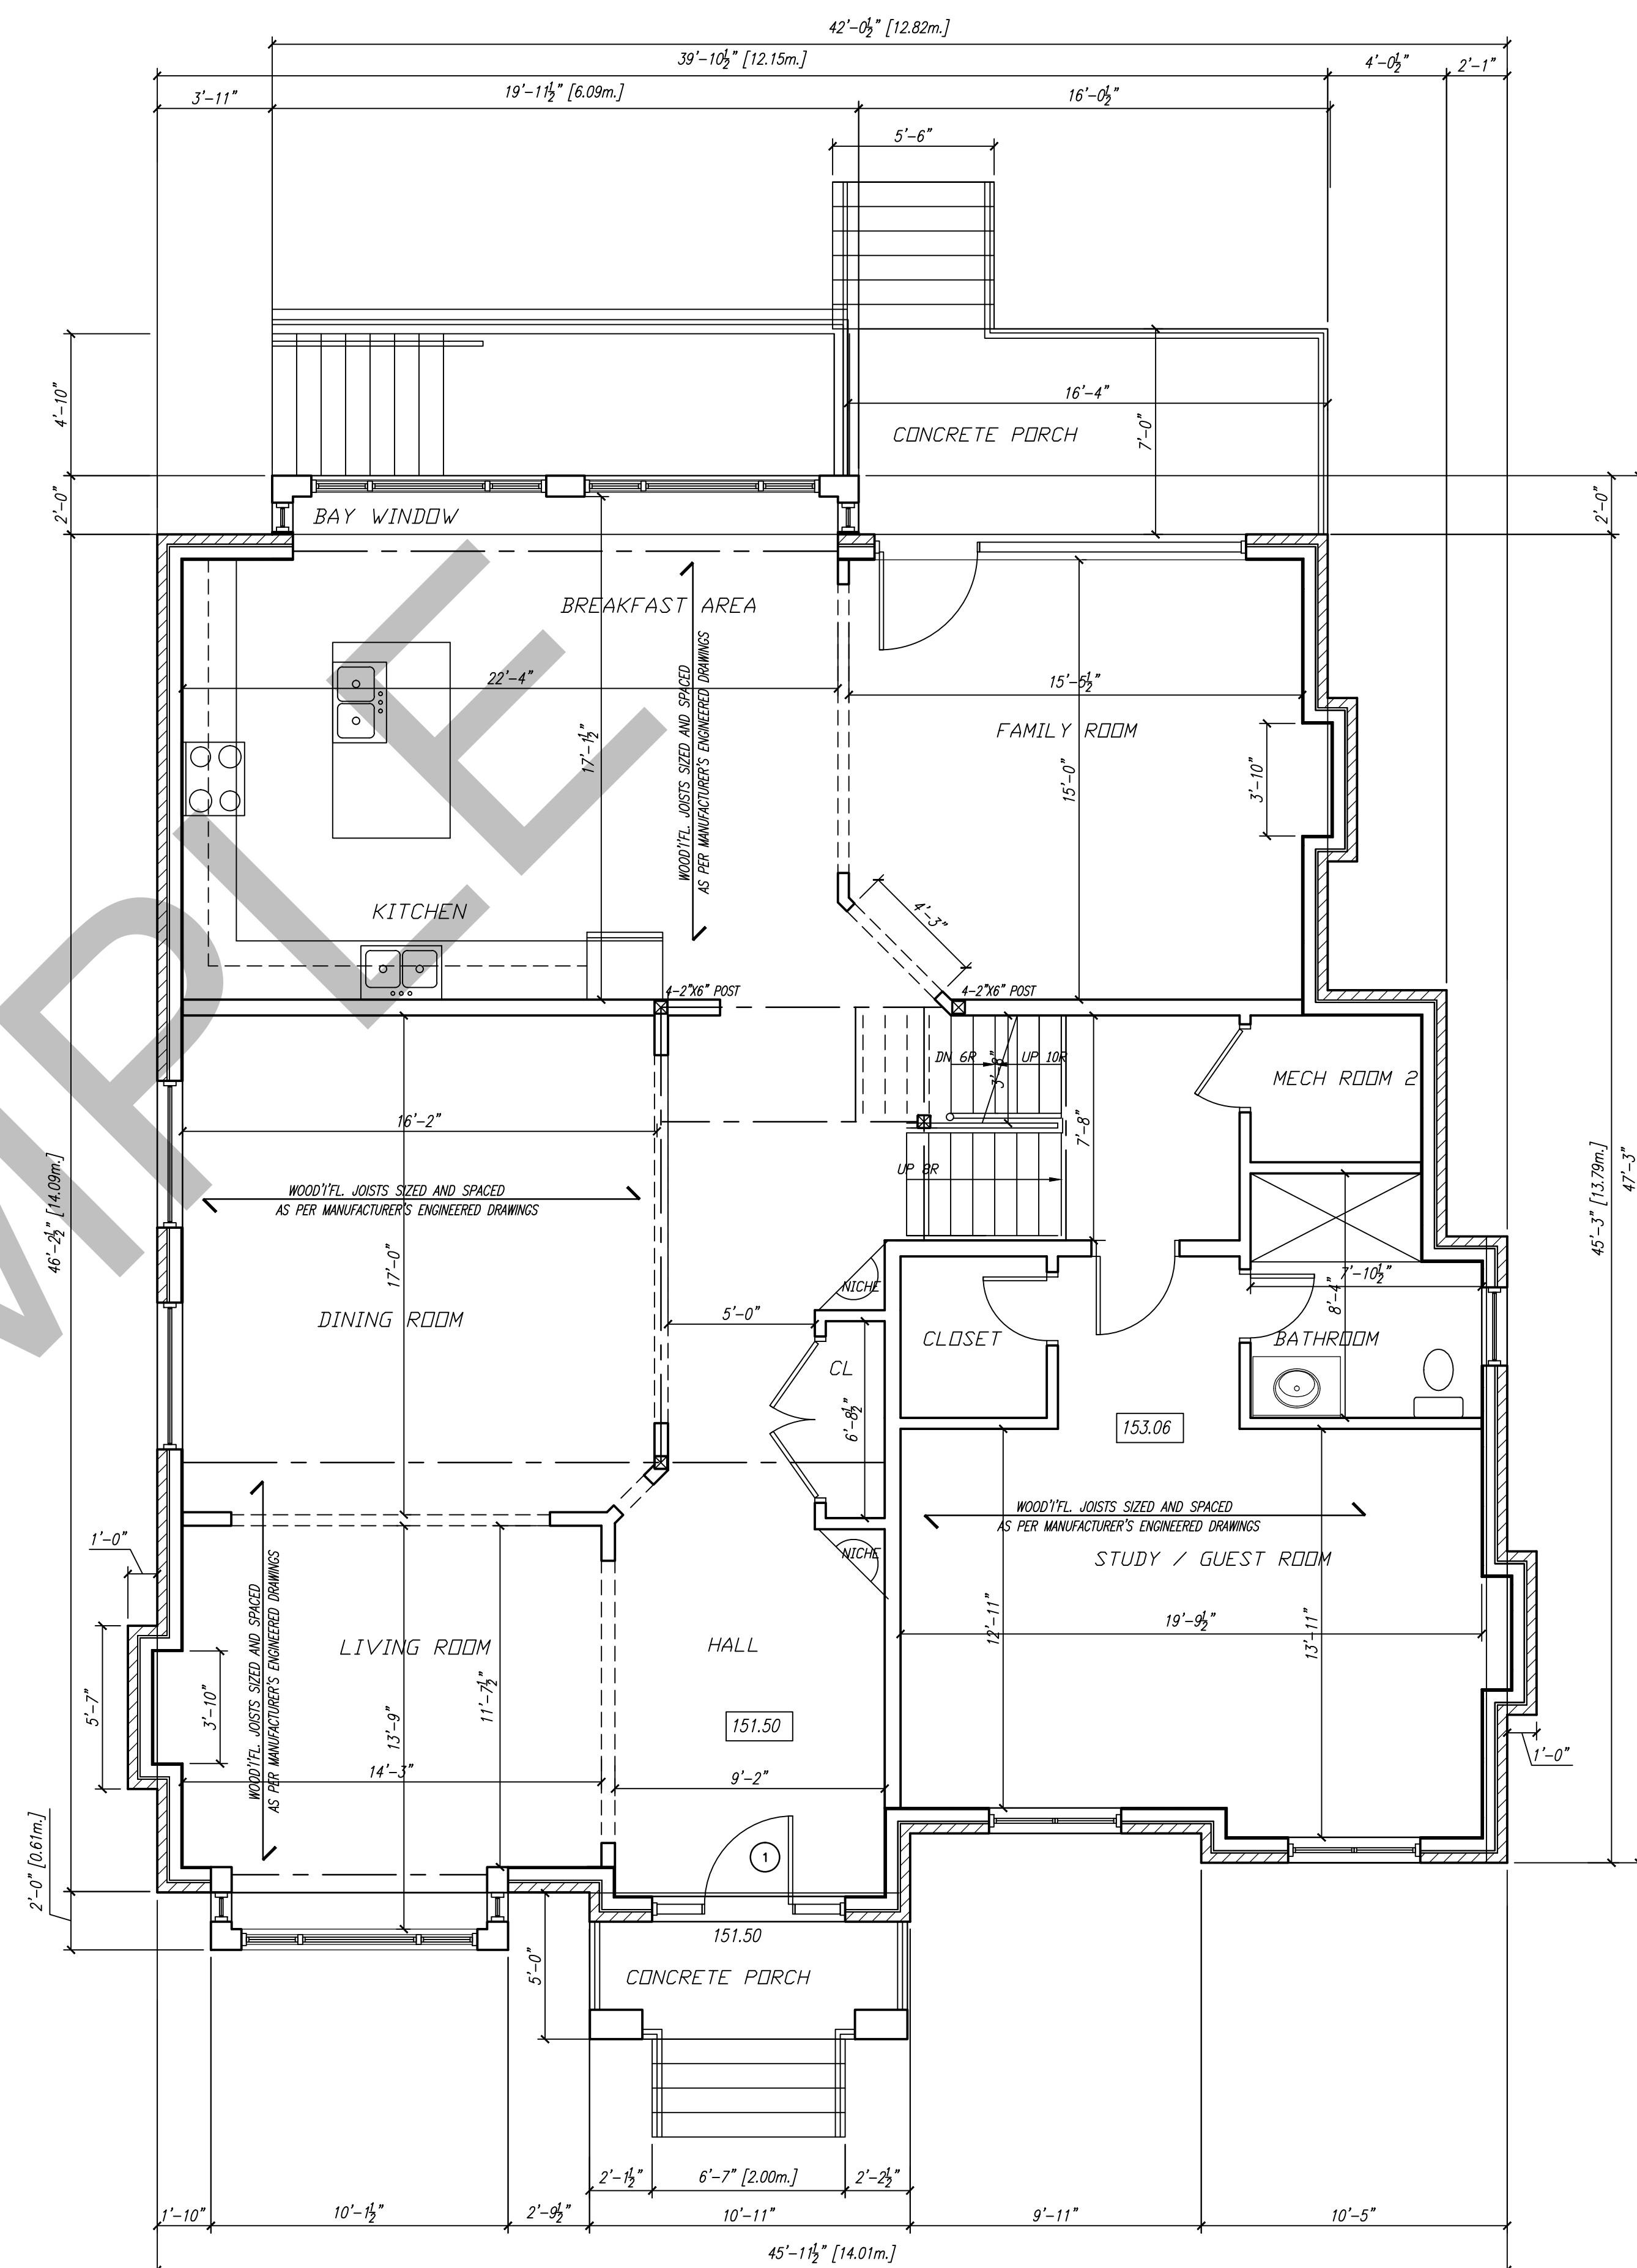 42'-0½" [12.82m.]
39'-10½" [12.15m.]
4'-0½"
2'-1"
3'-11"
19'-11½" [6.09m.]
16'-0½"
5'-6"
4'-10"
16'-4"
CONCRETE PORCH
7'-0"
2'-0"
BAY WINDOW
2'-0"
BREAKFAST AREA
22'-4"
17'-1½"
WOOD'I'FL. JOISTS SIZED AND SPACED
AS PER MANUFACTURER'S ENGINEERED DRAWINGS
15'-5½"
FAMILY ROOM
15'-0"
3'-10"
KITCHEN
4'-3"
4-2"X6" POST
4-2"X6" POST
DN 6R
UP 10R
3'-8"
MECH ROOM 2
16'-2"
7'-8"
UP 8R
WOOD'I'FL. JOISTS SIZED AND SPACED
AS PER MANUFACTURER'S ENGINEERED DRAWINGS
46'-2½" [14.09m.]
45'-3" [13.79m.]
47'-3"
17'-0"
NICHE
7'-10½"
8'-4"
DINING ROOM
5'-0"
CLOSET
BATHROOM
CL
6'-8½"
153.06
WOOD'I'FL. JOISTS SIZED AND SPACED
AS PER MANUFACTURER'S ENGINEERED DRAWINGS
1'-0"
NICHE
STUDY / GUEST ROOM
WOOD'I'FL. JOISTS SIZED AND SPACED
AS PER MANUFACTURER'S ENGINEERED DRAWINGS
LIVING ROOM
HALL
12'-11"
19'-9½"
13'-11"
5'-7"
3'-10"
13'-9"
11'-7½"
151.50
1'-0"
14'-3"
9'-2"
1
2'-0" [0.61m.]
151.50
5'-0"
CONCRETE PORCH
2'-1½"
6'-7" [2.00m.]
2'-2½"
1'-10"
10'-1½"
2'-9½"
10'-11"
9'-11"
10'-5"
45'-11½" [14.01m.]
MPLE